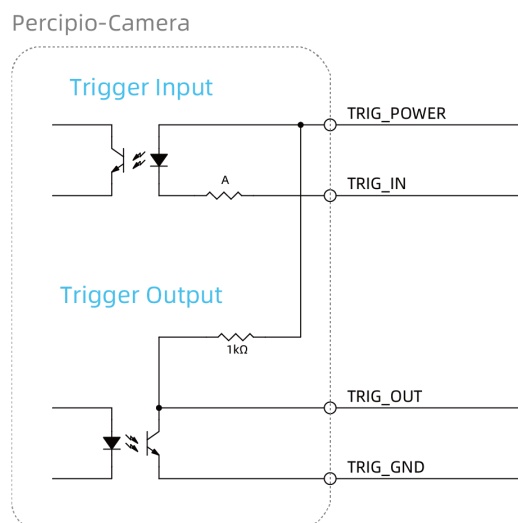 Percipio-Camera
Trigger Input
TRIG_POWER
A
TRIG_IN
Trigger Output
1kΩ
TRIG_OUT
TRIG_GND